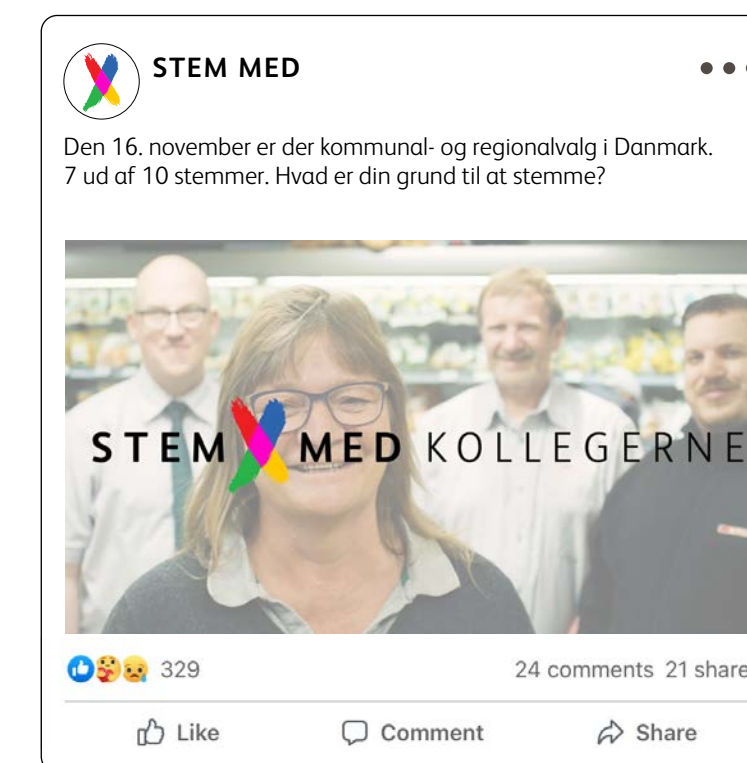 STEM MED
Den 16. november er der kommunal- og regionalvalg i Danmark.
7 ud af 10 stemmer. Hvad er din grund til at stemme?
STEM MED KOLLEGERNE
329
24 comments 21 share
Like
Comment
Share